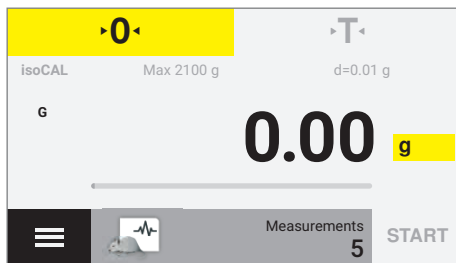 ▸0◂ ▸T◂
isoCAL Max 2100 g d=0.01 g
G
0.00 g
Measurements
5
START